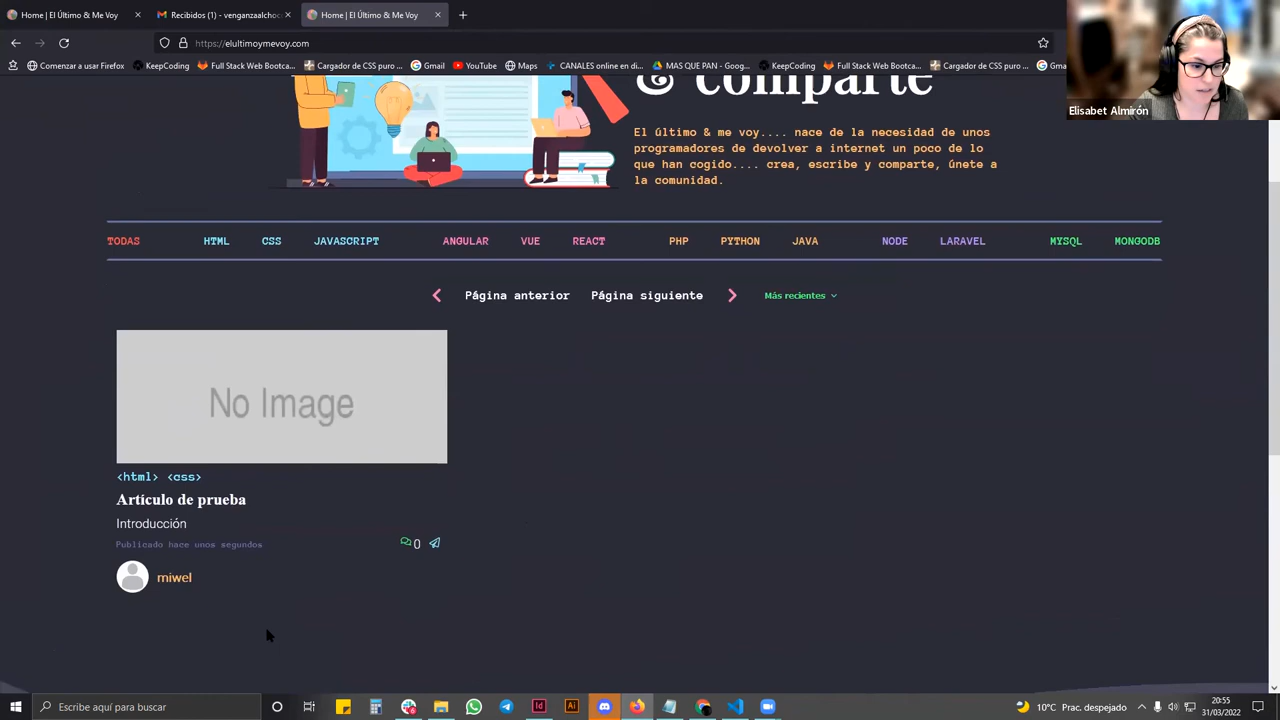 Home | El Último & Me Voy
Recibidos (1) - venganzaalchoc
Home | El Último & Me Voy
https://elultimoymevoy.com
Comenzar a usar Firefox
KeepCoding
Full Stack Web Bootca...
Cargador de CSS puro ...
Gmail
YouTube
Maps
CANALES online en di...
MAS QUE PAN - Goog...
KeepCoding
Full Stack Web Bootca...
Cargador de CSS puro ...
Gma
Elisabet Almirón
& comparte
El último & me voy.... nace de la necesidad de unos
programadores de devolver a internet un poco de lo
que han cogido.... crea, escribe y comparte, únete a
la comunidad.
TODAS HTML CSS JAVASCRIPT ANGULAR VUE REACT PHP PYTHON JAVA NODE LARAVEL MYSQL MONGODB
Página anterior Página siguiente Más recientes
No Image
<html> <css>
Artículo de prueba
Introducción
Publicado hace unos segundos
0
miwel
Escribe aquí para buscar
10°C Prac. despejado
20:55
31/03/2022